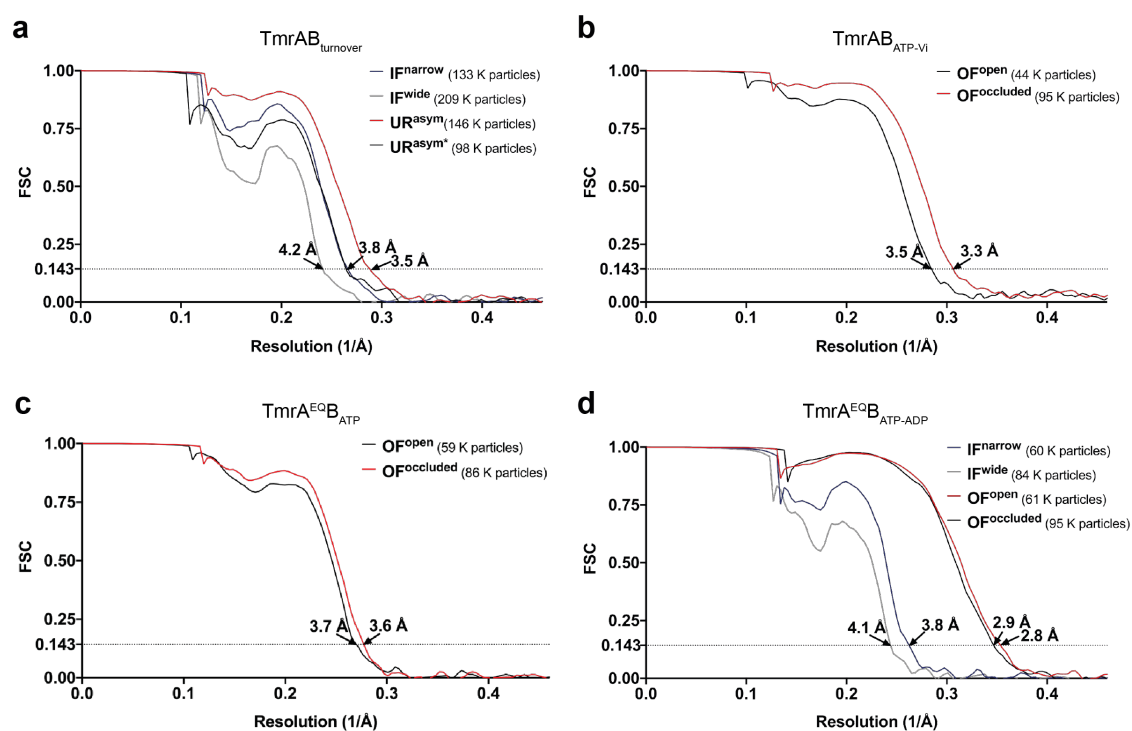 a
TmrAB turnover
1.00
0.75
0.50
0.25
0.143
0.00
FSC
IFnarrow (133 K particles)
IFwide (209 K particles)
URasym (146 K particles)
URasym* (98 K particles)
4.2 Å
3.8 Å
3.5 Å
0.0 0.1 0.2 0.3 0.4
Resolution (1/Å)
b
TmrAB ATP-Vi
1.00
0.75
0.50
0.25
0.143
0.00
FSC
OFopen (44 K particles)
OFoccluded (95 K particles)
3.5 Å
3.3 Å
0.0 0.1 0.2 0.3 0.4
Resolution (1/Å)
c
TmrAEQB ATP
1.00
0.75
0.50
0.25
0.143
0.00
FSC
OFopen (59 K particles)
OFoccluded (86 K particles)
3.7 Å
3.6 Å
0.0 0.1 0.2 0.3 0.4
Resolution (1/Å)
d
TmrAEQB ATP-ADP
1.00
0.75
0.50
0.25
0.143
0.00
FSC
IFnarrow (60 K particles)
IFwide (84 K particles)
OFopen (61 K particles)
OFoccluded (95 K particles)
4.1 Å
3.8 Å
2.9 Å
2.8 Å
0.0 0.1 0.2 0.3 0.4
Resolution (1/Å)